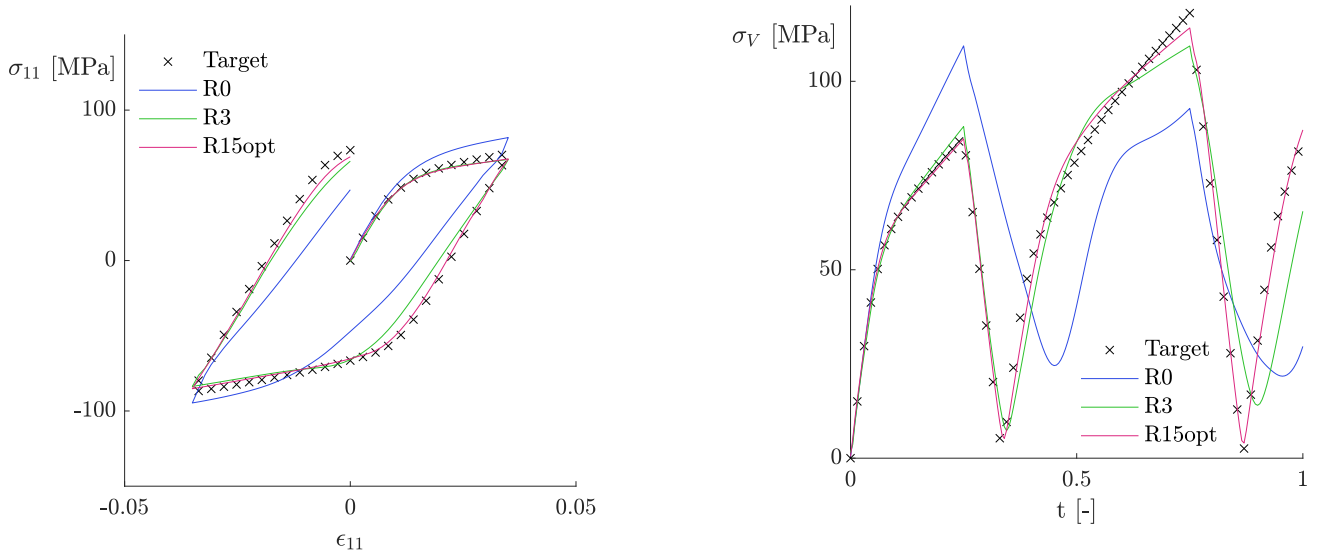 σ₁₁ [MPa]
Target
R0
R3
R15opt
100
0
-100
-0.05
0
0.05
ϵ₁₁
σ_V [MPa]
100
50
0
Target
R0
R3
R15opt
0
0.5
1
t [-]